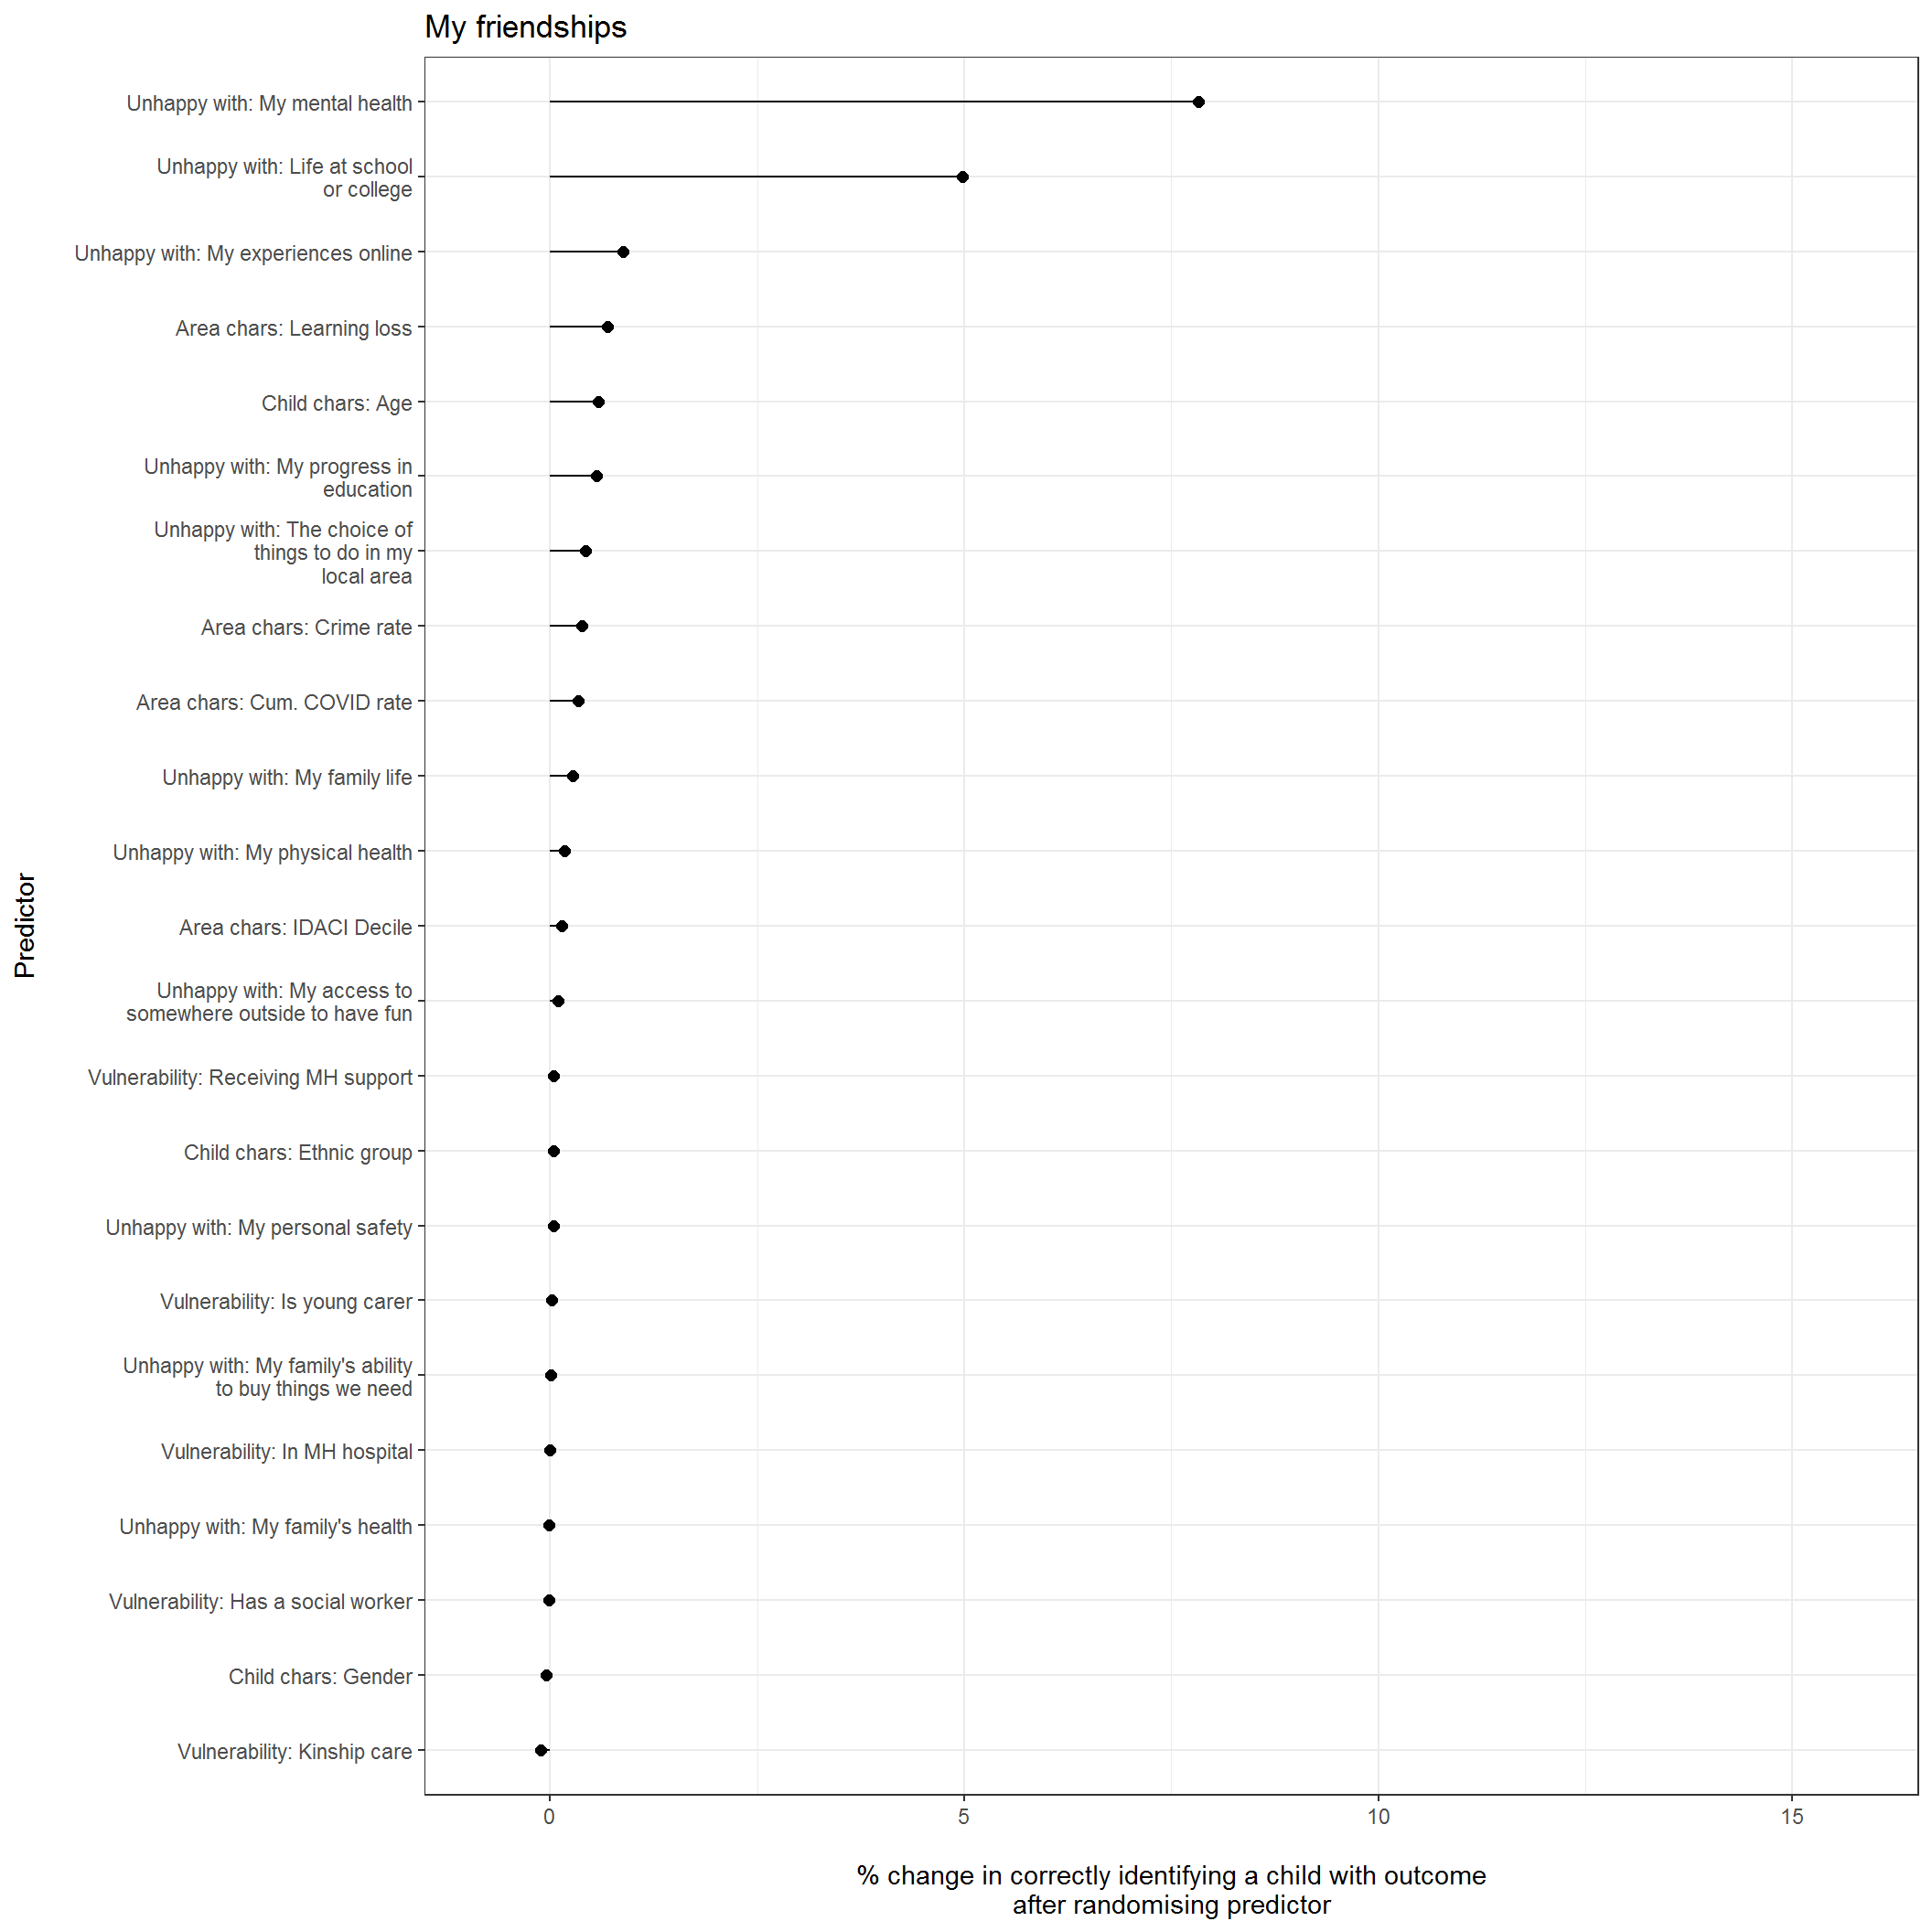 My friendships
Unhappy with: My mental health
Unhappy with: Life at school
or college
Unhappy with: My experiences online
Area chars: Learning loss
Child chars: Age
Unhappy with: My progress in
education
Unhappy with: The choice of
things to do in my
local area
Area chars: Crime rate
Area chars: Cum. COVID rate
Unhappy with: My family life
Unhappy with: My physical health
Area chars: IDACI Decile
Unhappy with: My access to
somewhere outside to have fun
Vulnerability: Receiving MH support
Child chars: Ethnic group
Unhappy with: My personal safety
Vulnerability: Is young carer
Unhappy with: My family's ability
to buy things we need
Vulnerability: In MH hospital
Unhappy with: My family's health
Vulnerability: Has a social worker
Child chars: Gender
Vulnerability: Kinship care
Predictor
0 5 10 15
% change in correctly identifying a child with outcome
after randomising predictor